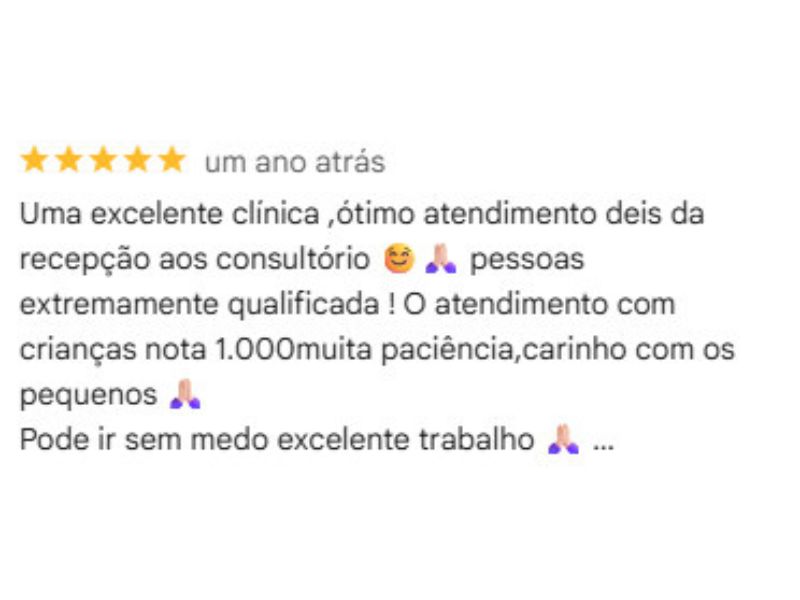 ★★★★★ um ano atrás
Uma excelente clínica ,ótimo atendimento deis da
recepção aos consultório 😊 🙏🏻 pessoas
extremamente qualificada ! O atendimento com
crianças nota 1.000muita paciência,carinho com os
pequenos 🙏🏻
Pode ir sem medo excelente trabalho 🙏🏻 ...